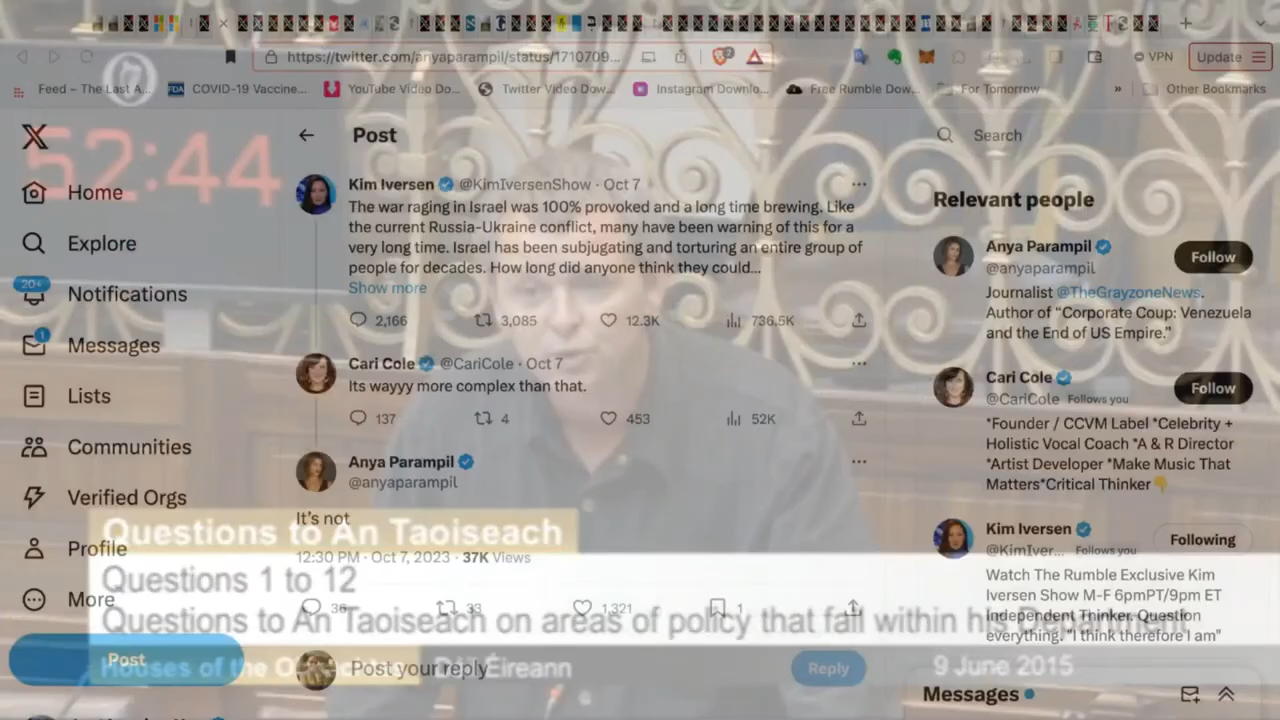 https://twitter.com/anyaparampil/status/1710709...
VPN
Update
Feed – The Last A...
FDA COVID-19 Vaccine...
YouTube Video Do...
Twitter Video Dow...
Instagram Downlo...
Free Rumble Dow...
For Tomorrow
»
Other Bookmarks
52:44
Home
Explore
20+
Notifications
1
Messages
Lists
Communities
Verified Orgs
Profile
More
Post
Post
Kim Iversen @KimIversenShow · Oct 7
The war raging in Israel was 100% provoked and a long time brewing. Like
the current Russia-Ukraine conflict, many have been warning of this for a
very long time. Israel has been subjugating and torturing an entire group of
people for decades. How long did anyone think they could...
Show more
2,166 3,085 12.3K 736.5K
Cari Cole @CariCole · Oct 7
Its wayyy more complex than that.
137 4 453 52K
Anya Parampil
@anyaparampil
It's not
12:30 PM · Oct 7, 2023 · 37K Views
36 33 1,321 1
Post your reply
Reply
Search
Relevant people
Anya Parampil
@anyaparampil
Follow
Journalist @TheGrayzoneNews.
Author of "Corporate Coup: Venezuela
and the End of US Empire."
Cari Cole
@CariCole Follows you
Follow
*Founder / CCVM Label *Celebrity +
Holistic Vocal Coach *A & R Director
*Artist Developer *Make Music That
Matters*Critical Thinker
Kim Iversen
@KimIver... Follows you
Following
Watch The Rumble Exclusive Kim
Iversen Show M-F 6pmPT/9pm ET
Independent Thinker. Question
everything. "I think therefore I am"
Messages
Questions to An Taoiseach
Questions 1 to 12
Questions to An Taoiseach on areas of policy that fall within his Department
Houses of the Dáil Éireann
9 June 2015